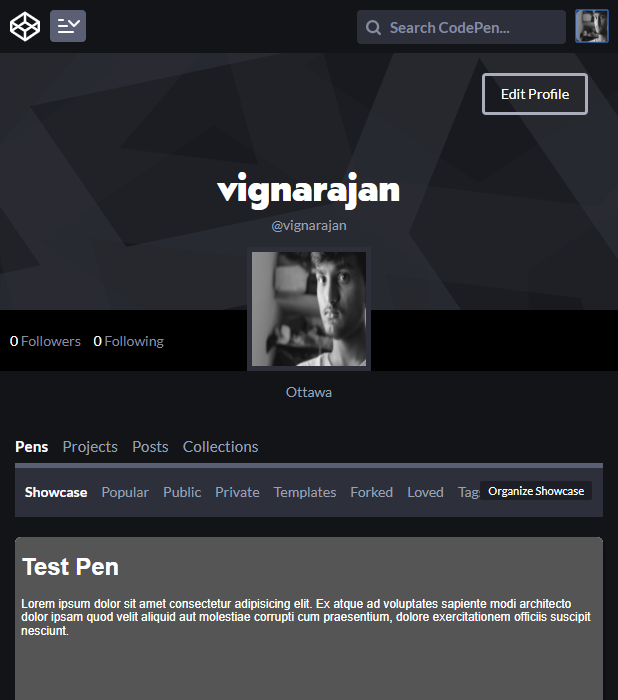 Search CodePen...
Edit Profile
vignarajan
@vignarajan
0 Followers 0 Following
Ottawa
Pens Projects Posts Collections
Showcase Popular Public Private Templates Forked Loved Tags Organize Showcase
Test Pen
Lorem ipsum dolor sit amet consectetur adipisicing elit. Ex atque ad voluptates sapiente modi architecto
dolor ipsam quod velit aliquid aut molestiae corrupti cum praesentium, dolore exercitationem officiis suscipit
nesciunt.